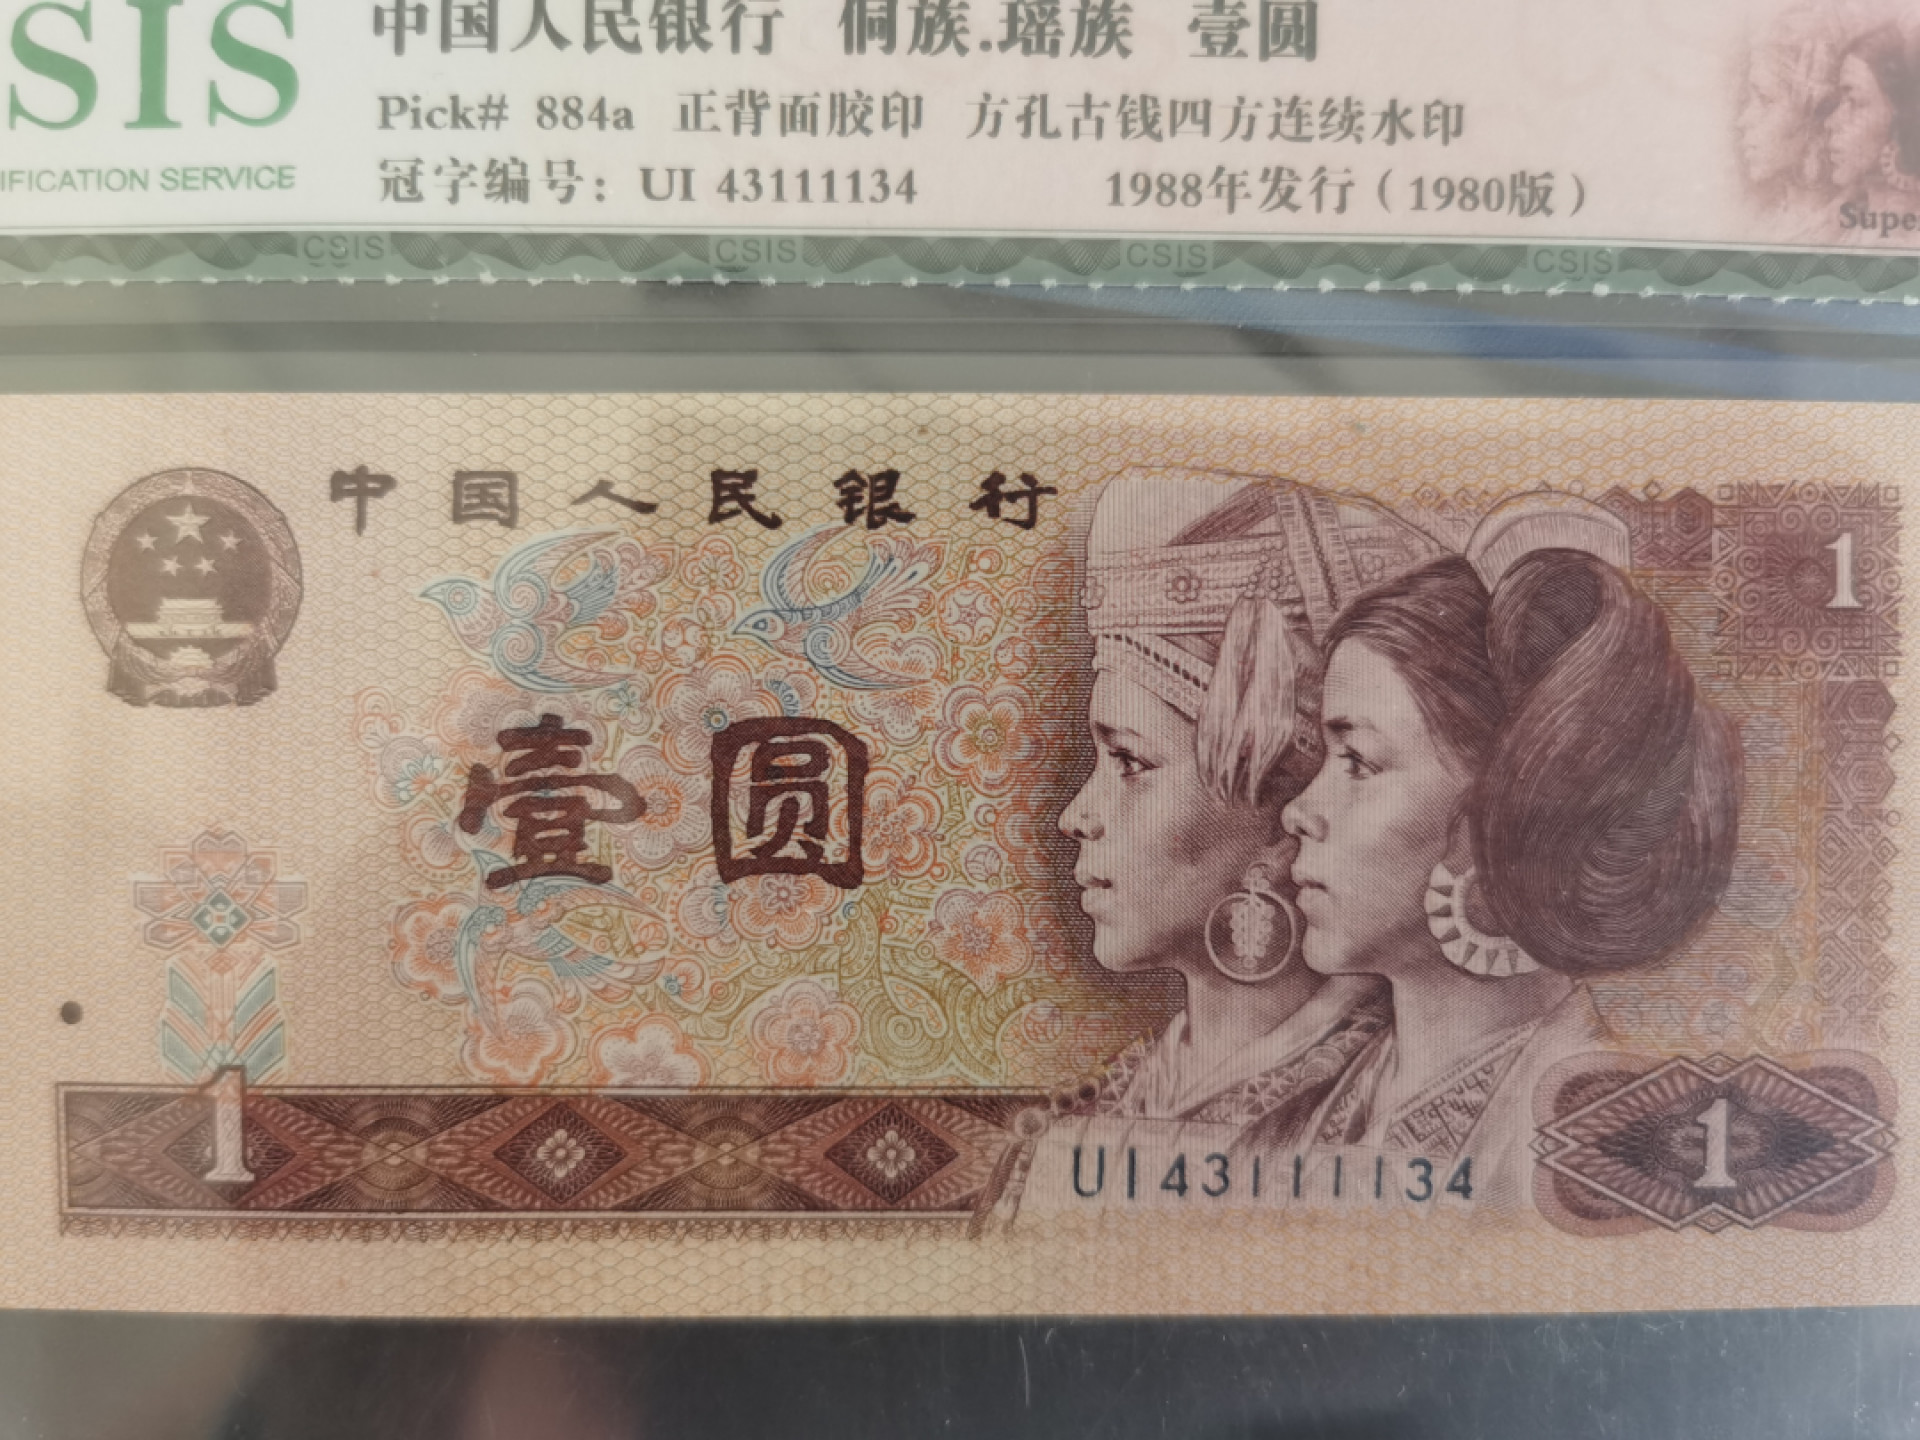 SIS
IFICATION SERVICE
中国人民银行 侗族.瑶族 壹圆
Pick# 884a 正背面胶印 方孔古钱四方连续水印
冠字编号: UI 43111134 1988年发行(1980版)
Supe
CSIS CSIS CSIS CSIS
中国人民银行
1
壹圆
1
UI43111134
1